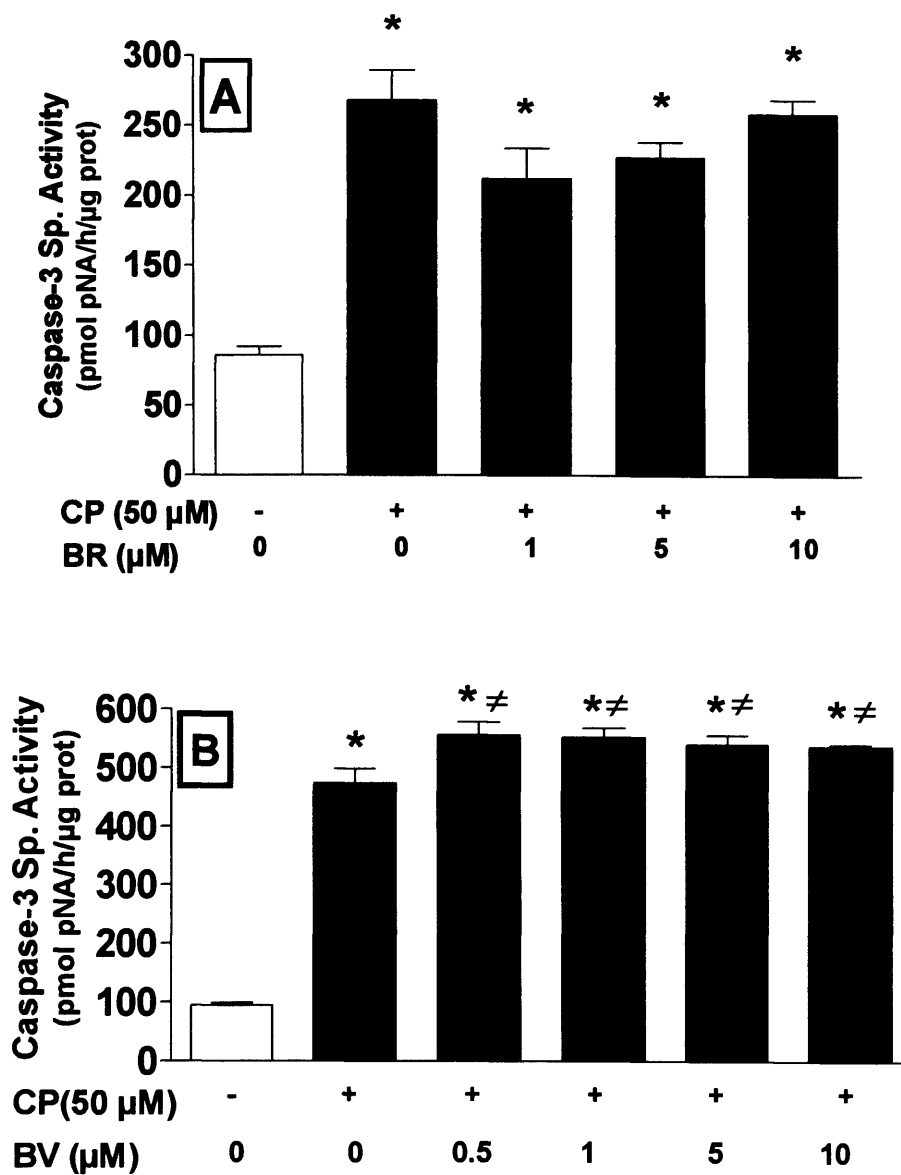 A
Caspase-3 Sp. Activity
(pmol pNA/h/µg prot)
300
250
200
150
100
50
0
* * * *
CP (50 µM) - + + + +
BR (µM) 0 0 1 5 10
B
Caspase-3 Sp. Activity
(pmol pNA/h/µg prot)
600
500
400
300
200
100
0
* *≠ *≠ *≠ *≠
CP(50 µM) - + + + + +
BV (µM) 0 0 0.5 1 5 10